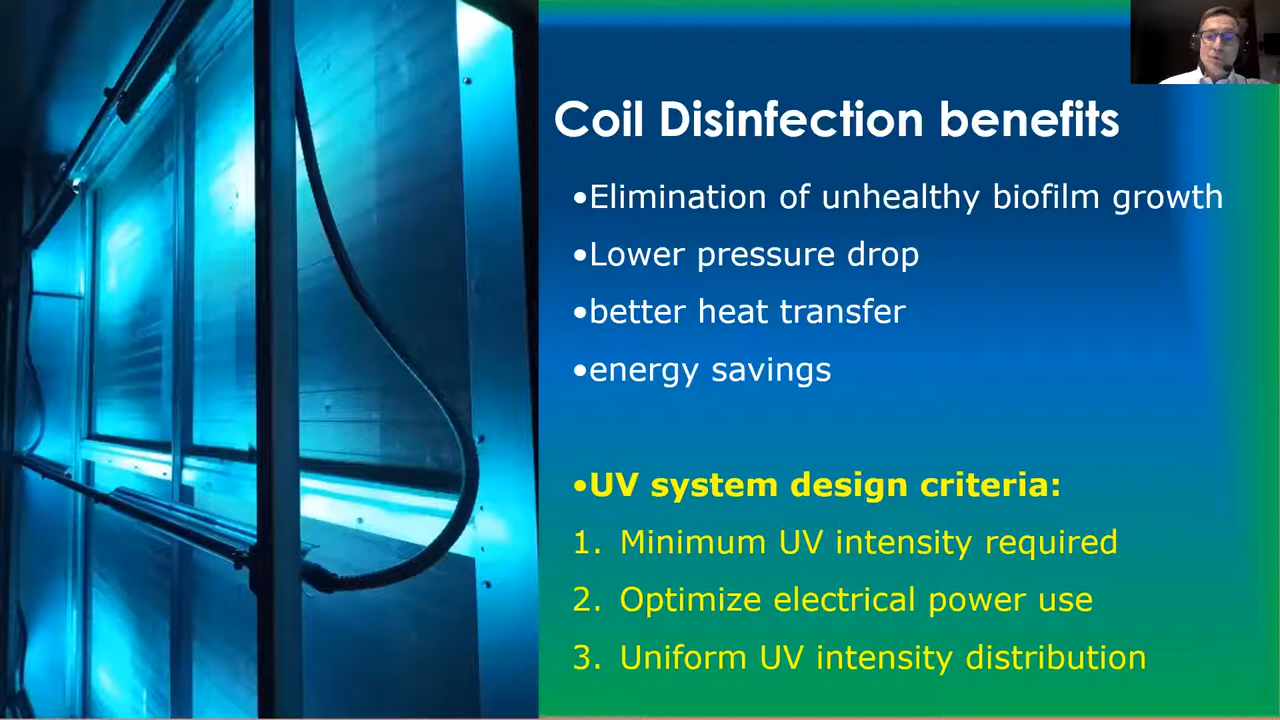 Coil Disinfection benefits
•Elimination of unhealthy biofilm growth
•Lower pressure drop
•better heat transfer
•energy savings
•UV system design criteria:
1. Minimum UV intensity required
2. Optimize electrical power use
3. Uniform UV intensity distribution